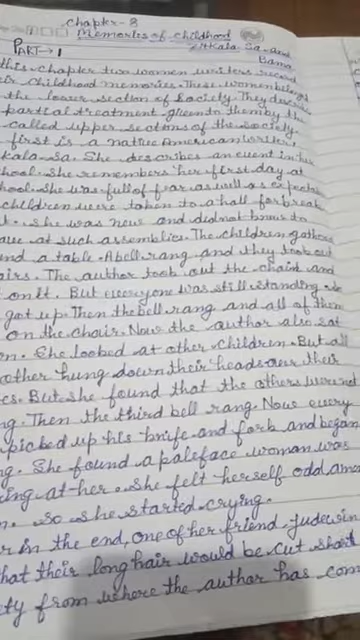 Chapter-8
Memories of Childhood
PART-1
Zitkala-Sa-and
Bama
this chapter two women writers record
Childhood memories. These women belongs
the lower section of Society. They
partial treatment given to them by the
called upper sections of the society.
first is a native American writer,
kala-Sa. She describes an event in her
hool. she remembers her first day at
hool. she was full of fear as well as
children were taken to a hall for break
t. she was new and did not know to
ave at such assemblies. The children gathere
nd a table. A bell rang and they took out
airs. The author took out the chair and
on it. But everyone was still standing. So
got up. Then the bell rang and all of them
on the chair. Now the author also sat
n. She looked at other children. But all
other hung down their heads over their
es. But she found that the others were not
ng. Then the third bell rang. Now every
picked up his knife and fork and began
ng. She found a paleface woman was
ing at her. she felt herself odd
n. so she started crying.
r in the end, one of her friend Judewin
hat their long hair would be cut short
ety from where the author has com